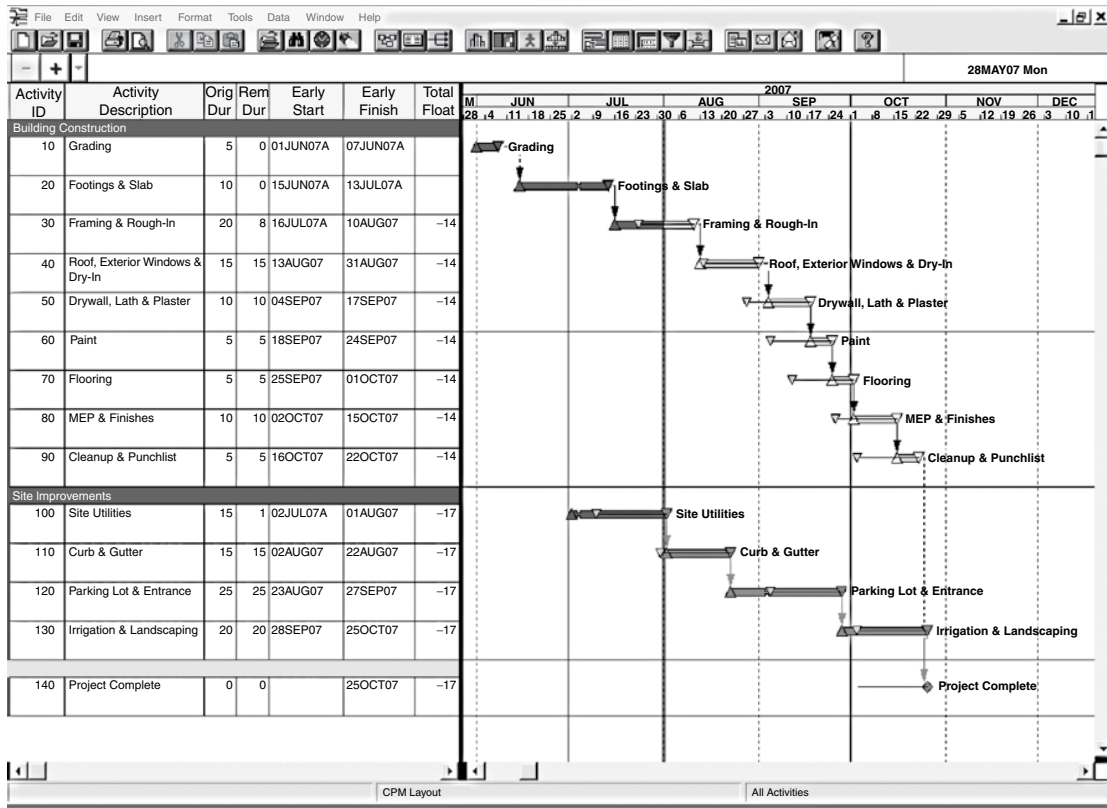 File Edit View Insert Format Tools Data Window Help
28MAY07 Mon
Activity ID Activity Description Orig Dur Rem Dur Early Start Early Finish Total Float
2007
M JUN JUL AUG SEP OCT NOV DEC
28 4 11 18 25 2 9 16 23 30 6 13 20 27 3 10 17 24 1 8 15 22 29 5 12 19 26 3 10 1
Building Construction
10 Grading 5 0 01JUN07A 07JUN07A Grading
20 Footings & Slab 10 0 15JUN07A 13JUL07A Footings & Slab
30 Framing & Rough-In 20 8 16JUL07A 10AUG07 –14 Framing & Rough-In
40 Roof, Exterior Windows & Dry-In 15 15 13AUG07 31AUG07 –14 Roof, Exterior Windows & Dry-In
50 Drywall, Lath & Plaster 10 10 04SEP07 17SEP07 –14 Drywall, Lath & Plaster
60 Paint 5 5 18SEP07 24SEP07 –14 Paint
70 Flooring 5 5 25SEP07 01OCT07 –14 Flooring
80 MEP & Finishes 10 10 02OCT07 15OCT07 –14 MEP & Finishes
90 Cleanup & Punchlist 5 5 16OCT07 22OCT07 –14 Cleanup & Punchlist
Site Improvements
100 Site Utilities 15 1 02JUL07A 01AUG07 –17 Site Utilities
110 Curb & Gutter 15 15 02AUG07 22AUG07 –17 Curb & Gutter
120 Parking Lot & Entrance 25 25 23AUG07 27SEP07 –17 Parking Lot & Entrance
130 Irrigation & Landscaping 20 20 28SEP07 25OCT07 –17 Irrigation & Landscaping
140 Project Complete 0 0 25OCT07 –17 Project Complete
CPM Layout All Activities